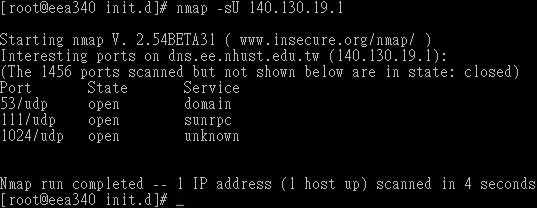 [root@eea340 init.d]# nmap -sU 140.130.19.1
Starting nmap V. 2.54BETA31 ( www.insecure.org/nmap/ )
Interesting ports on dns.ee.nhust.edu.tw (140.130.19.1):
(The 1456 ports scanned but not shown below are in state: closed)
Port State Service
53/udp open domain
111/udp open sunrpc
1024/udp open unknown
Nmap run completed -- 1 IP address (1 host up) scanned in 4 seconds
[root@eea340 init.d]# _